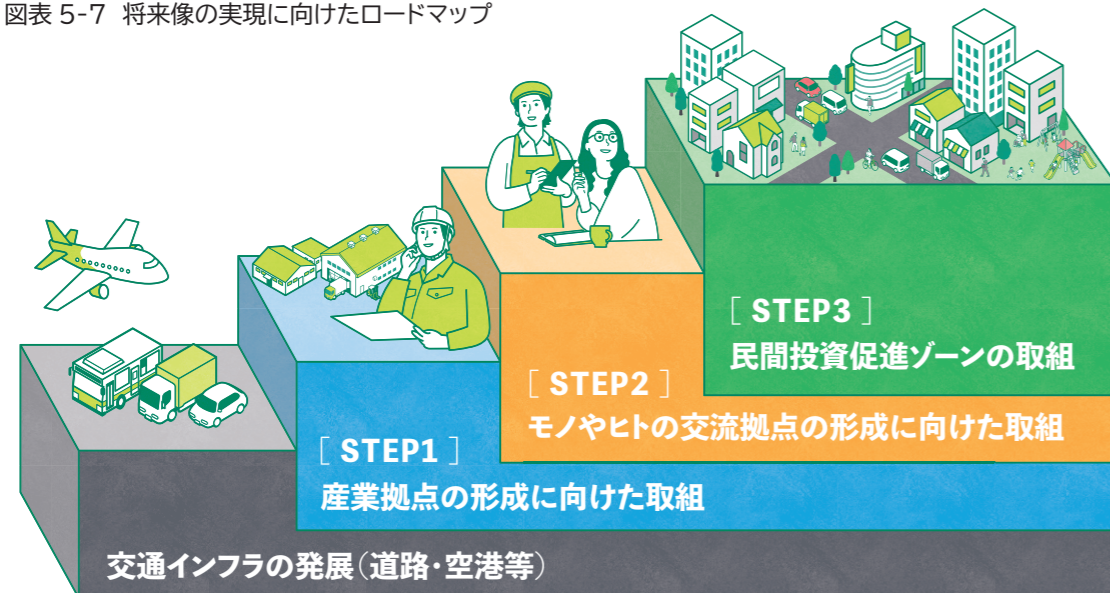 図表 5-7 将来像の実現に向けたロードマップ
［ STEP3 ］
民間投資促進ゾーンの取組
［ STEP2 ］
モノやヒトの交流拠点の形成に向けた取組
［ STEP1 ］
産業拠点の形成に向けた取組
交通インフラの発展（道路・空港等）